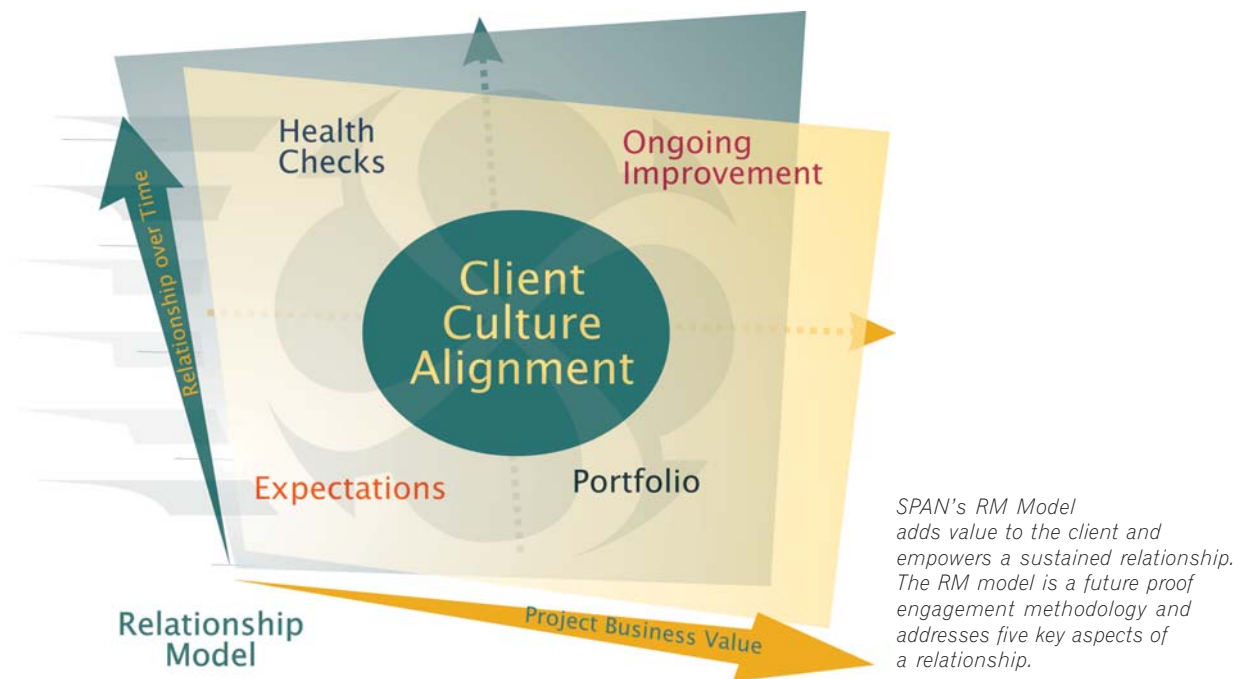 Health
Checks
Ongoing
Improvement
Relationship over Time
Client
Culture
Alignment
Expectations
Portfolio
Project Business Value
Relationship
Model
SPAN's RM Model
adds value to the client and
empowers a sustained relationship.
The RM model is a future proof
engagement methodology and
addresses five key aspects of
a relationship.